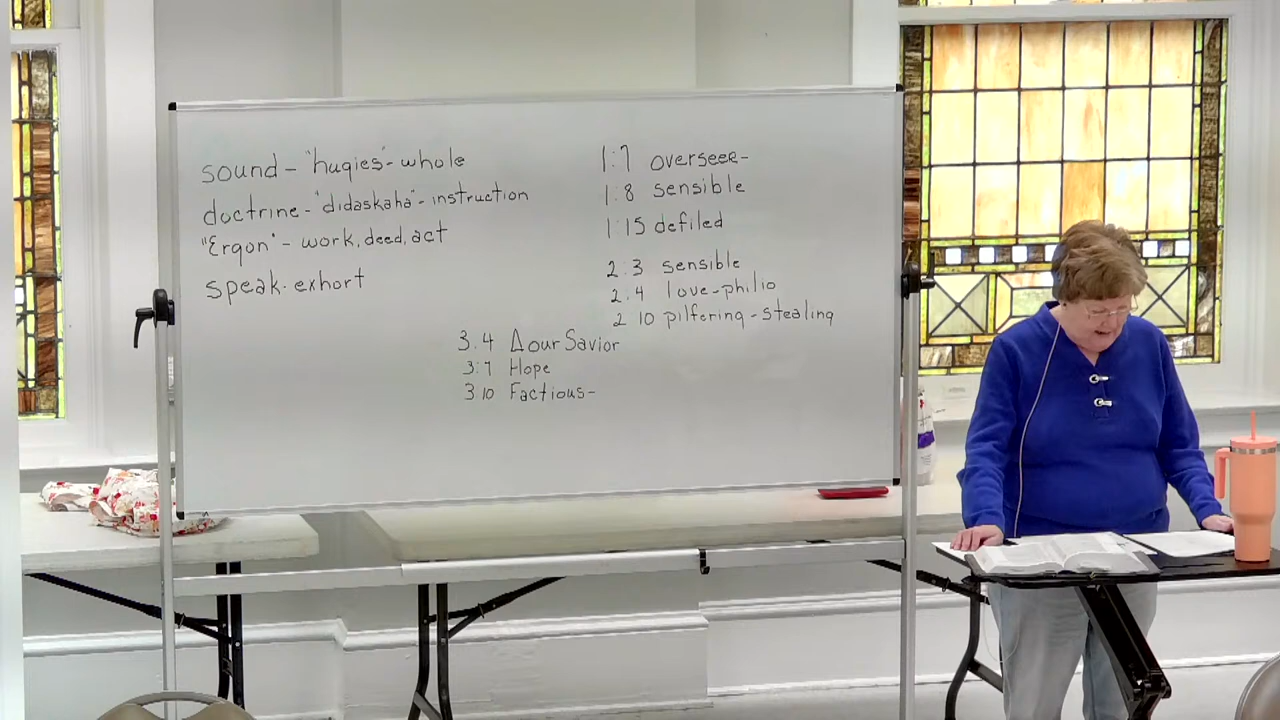 sound - "hugies" - whole
doctrine - "didaskaha" - instruction
"Ergon" - work, deed, act
speak - exhort
1:7 overseer -
1:8 sensible
1:15 defiled
2:3 sensible
2:4 love - philio
2:10 pilfering - stealing
3:4 Δ our Savior
3:7 Hope
3:10 Factious -